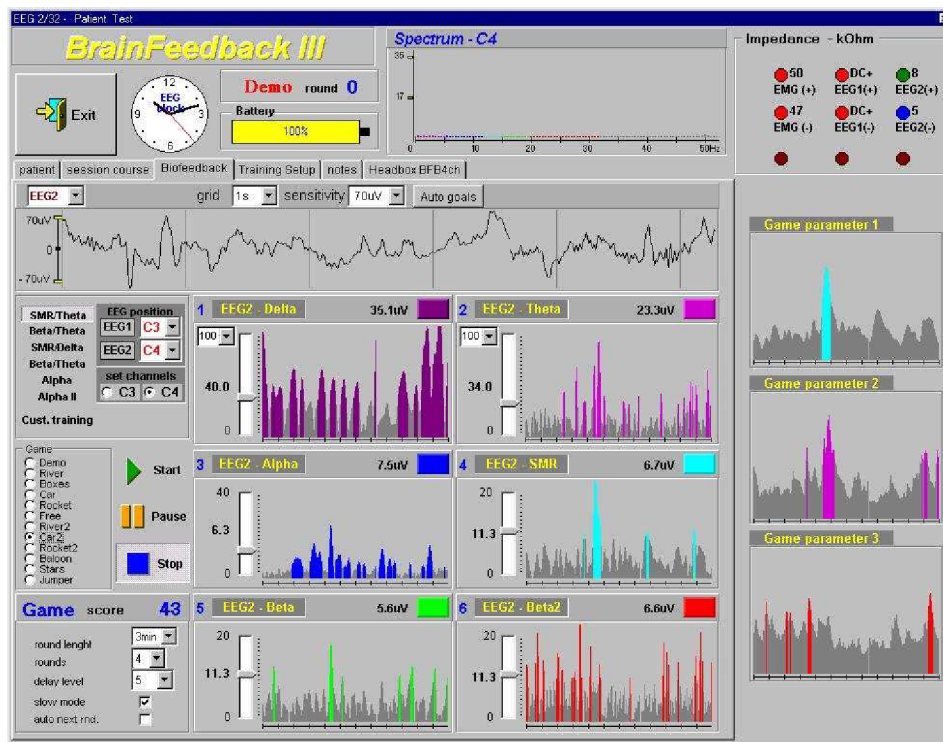 EEG 2/32 - Patient Test
BrainFeedback III
Exit
12
3
6
9
EEG
clock
Demo round 0
Battery
100%
Spectrum - C4
35
17
0 10 20 30 40 50Hz
Impedance - kOhm
50 DC+ 8
EMG (+) EEG1(+) EEG2(+)
47 DC+ 5
EMG (-) EEG1(-) EEG2(-)
patient session course Biofeedback Training Setup notes Headbox BFB4ch
EEG2 grid 1s sensitivity 70uV Auto goals
70uV
0
-70uV
SMR/Theta
Beta/Theta
SMR/Delta
Beta/Theta
Alpha
Alpha II
Cust. training
EEG position
EEG1 C3
EEG2 C4
set channels
C3 C4
1 EEG2 - Delta 35.1uV
100
40.0
0
2 EEG2 - Theta 23.3uV
100
34.0
0
Game
Demo
River
Boxes
Car
Rocket
Free
River2
Car2
Rocket2
Baloon
Stars
Jumper
Start
Pause
Stop
3 EEG2 - Alpha 7.5uV
40
6.3
0
4 EEG2 - SMR 6.7uV
20
11.3
0
Game score 43
round lenght 3min
rounds 4
delay level 5
slow mode
auto next rnd.
5 EEG2 - Beta 5.6uV
20
11.3
0
6 EEG2 - Beta2 6.6uV
20
11.3
0
Game parameter 1
Game parameter 2
Game parameter 3